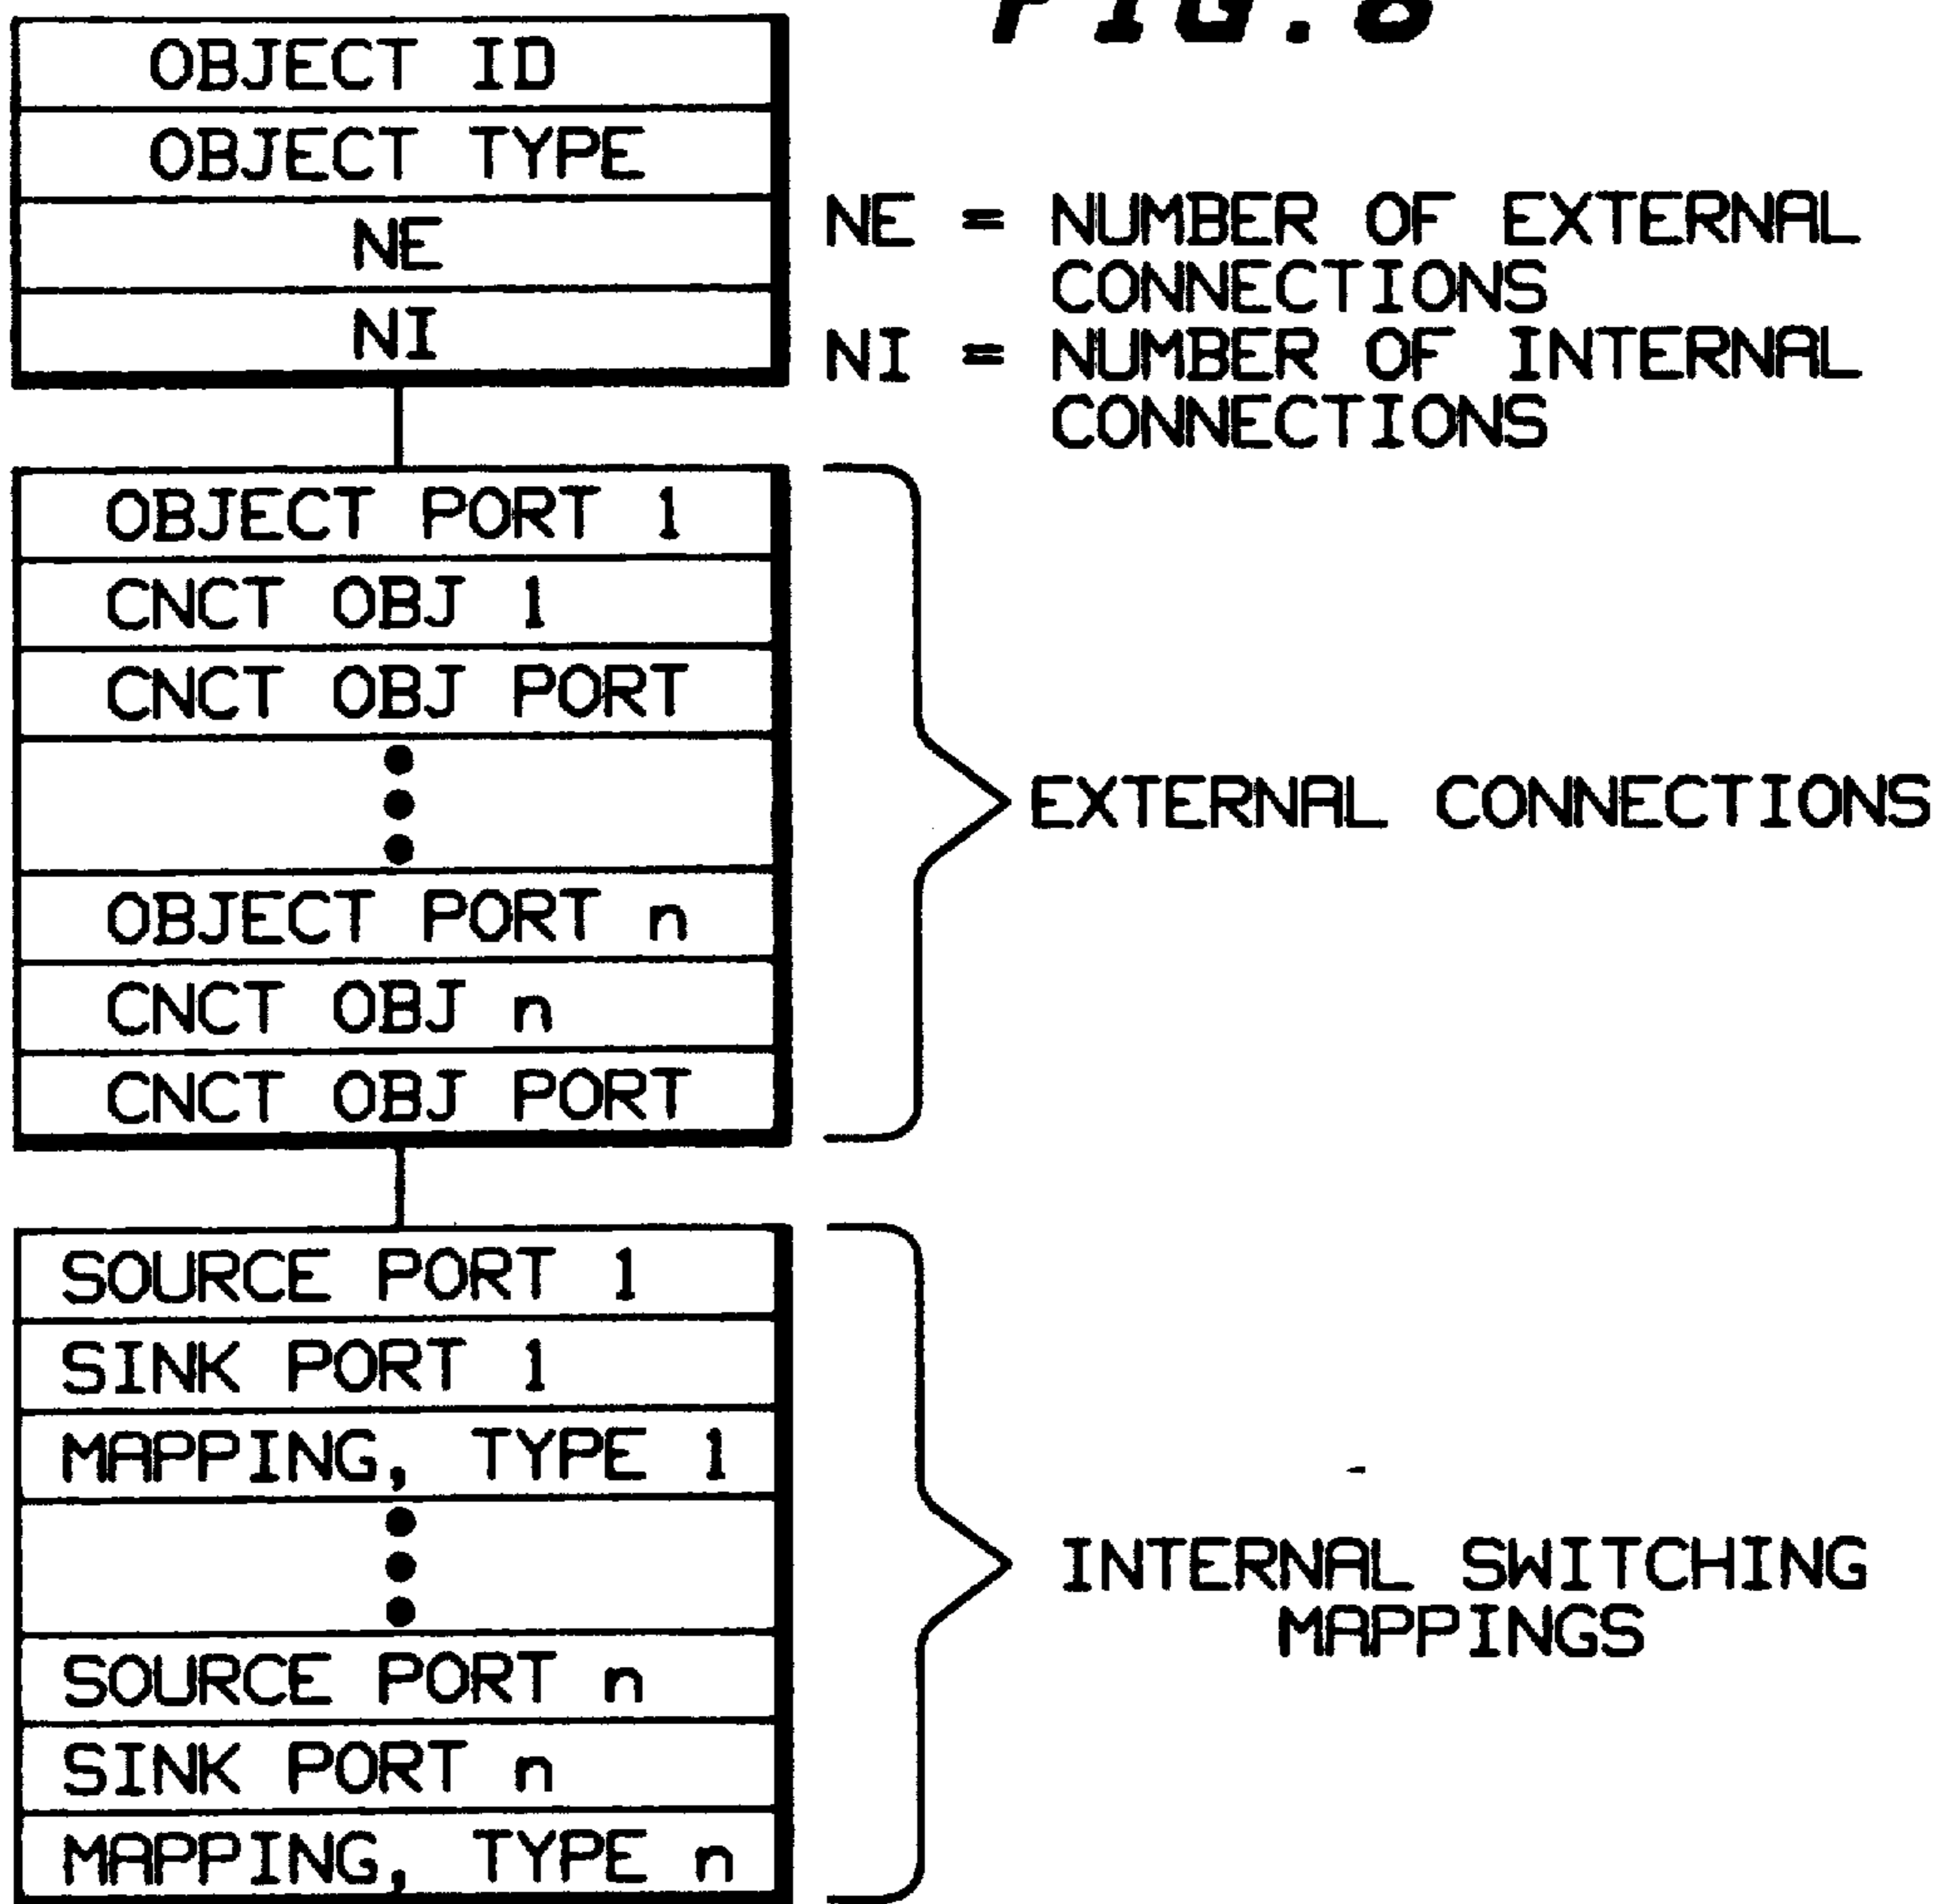 FIG.8
OBJECT ID
OBJECT TYPE
NE
NI
NE = NUMBER OF EXTERNAL
CONNECTIONS
NI = NUMBER OF INTERNAL
CONNECTIONS
OBJECT PORT 1
CNCT OBJ 1
CNCT OBJ PORT
OBJECT PORT n
CNCT OBJ n
CNCT OBJ PORT
EXTERNAL CONNECTIONS
SOURCE PORT 1
SINK PORT 1
MAPPING, TYPE 1
SOURCE PORT n
SINK PORT n
MAPPING, TYPE n
INTERNAL SWITCHING
MAPPINGS